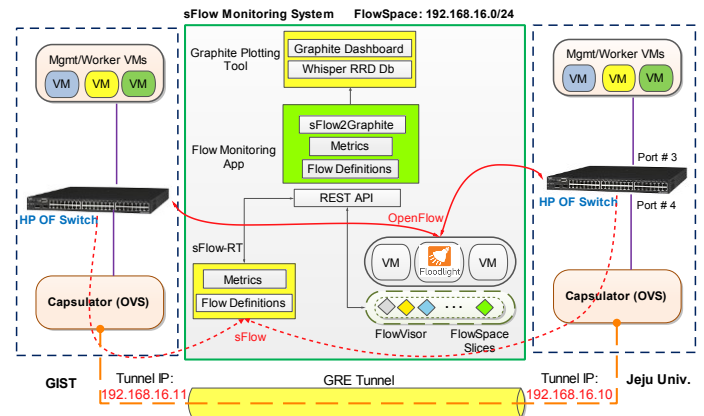 sFlow Monitoring System FlowSpace: 192.168.16.0/24
Mgmt/Worker VMs
VM VM VM
HP OF Switch
Capsulator (OVS)
GIST
Graphite Plotting
Tool
Graphite Dashboard
Whisper RRD Db
Flow Monitoring
App
sFlow2Graphite
Metrics
Flow Definitions
REST API
OpenFlow
sFlow-RT
Metrics
Flow Definitions
sFlow
VM
Floodlight
VM
FlowVisor
FlowSpace
Slices
Mgmt/Worker VMs
VM VM VM
Port # 3
HP OF Switch
Port # 4
Capsulator (OVS)
Jeju Univ.
Tunnel IP:
192.168.16.11
GRE Tunnel
Tunnel IP:
192.168.16.10